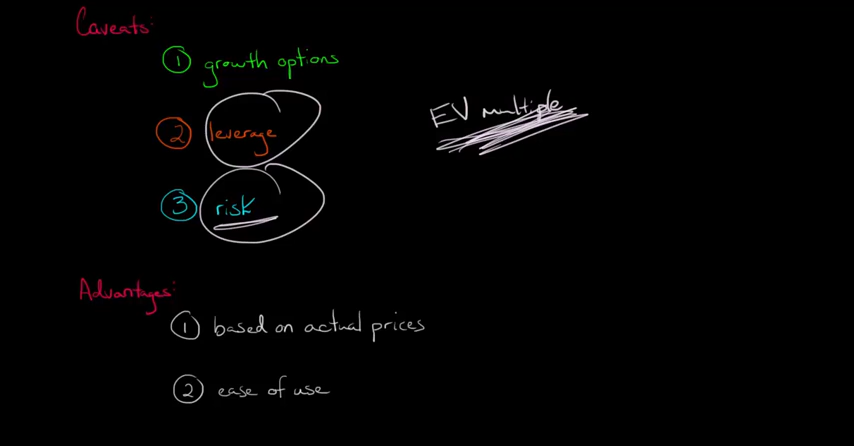 Caveats:
① growth options
② leverage
EV multiple
③ risk
Advantages:
① based on actual prices
② ease of use